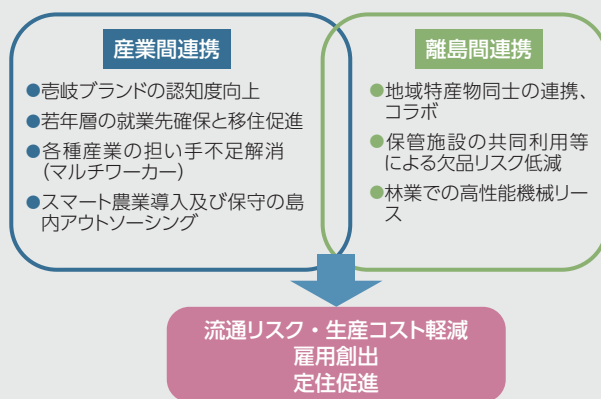 産業間連携
●壱岐ブランドの認知度向上
●若年層の就業先確保と移住促進
●各種産業の担い手不足解消
(マルチワーカー)
●スマート農業導入及び保守の島
内アウトソーシング
離島間連携
●地域特産物同士の連携、
コラボ
●保管施設の共同利用等
による欠品リスク低減
●林業での高性能機械リー
ス
流通リスク・生産コスト軽減
雇用創出
定住促進